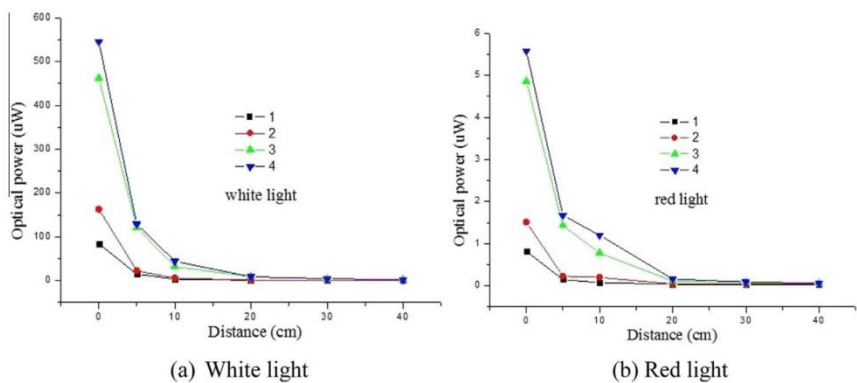 600
500
400
300
200
100
0
Optical power (uW)
1
2
3
4
white light
0 10 20 30 40
Distance (cm)
(a) White light
6
5
4
3
2
1
0
Optical power (uW)
1
2
3
4
red light
0 10 20 30 40
Distance (cm)
(b) Red light